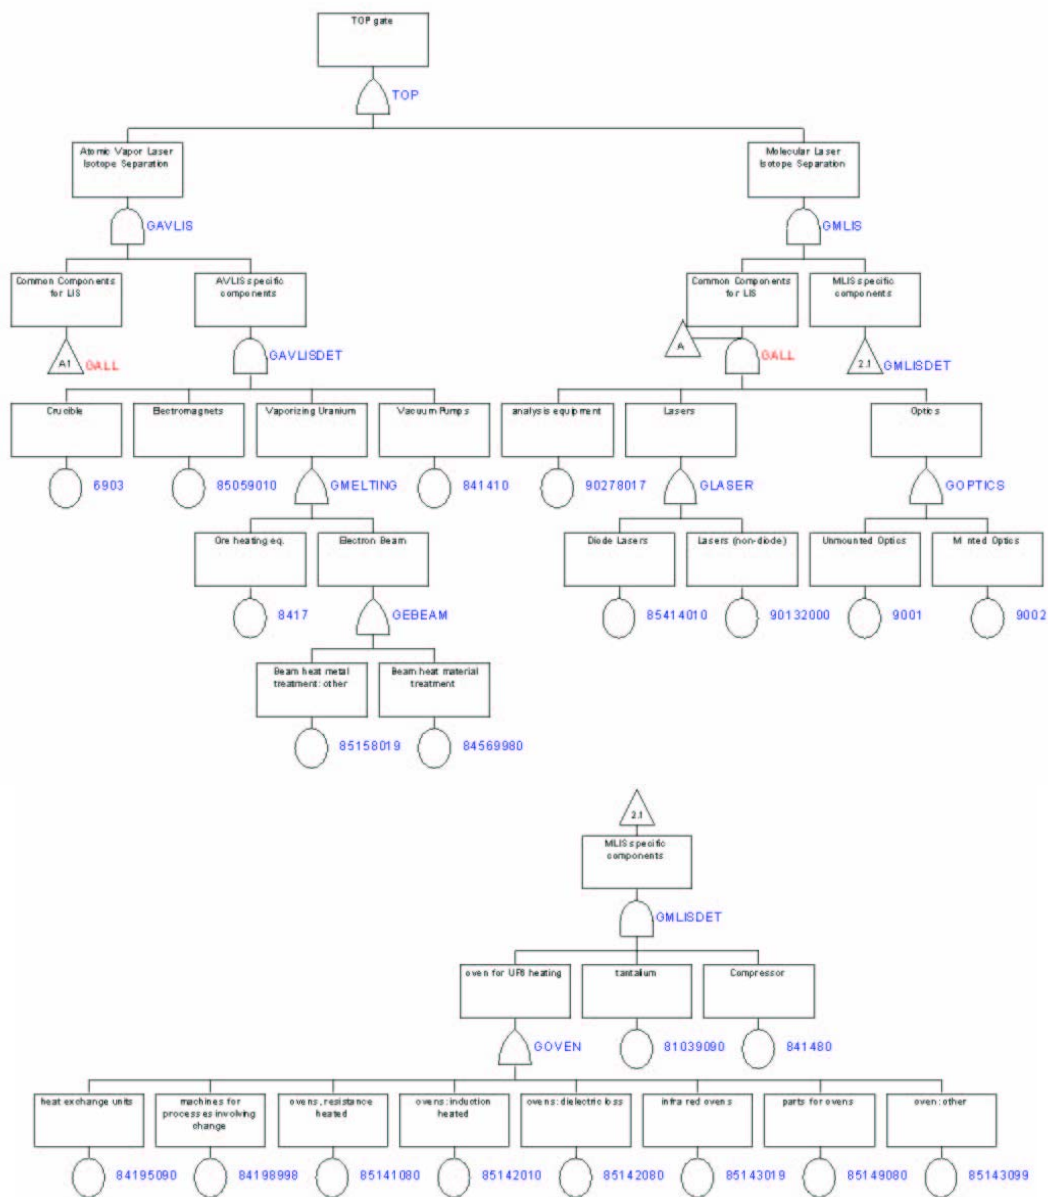 TOP gate
TOP
Atomic Vapor Laser
Isotope Separation
Molecular Laser
Isotope Separation
GAVLIS
GMLIS
Common Components
for LIS
AVLIS specific
components
Common Components
for LIS
MLIS specific
components
A1
GALL
GAVLISDET
A
GALL
2.1
GMLISDET
Crucible
Electromagnets
Vaporizing Uranium
Vacuum Pumps
analysis equipment
Lasers
Optics
6903
85059010
GMELTING
841410
90278017
GLASER
GOPTICS
Ore heating eq.
Electron Beam
Diode Lasers
Lasers (non-diode)
Unmounted Optics
M nted Optics
8417
GEBEAM
85414010
90132000
9001
9002
Beam heat metal
treatment: other
Beam heat material
treatment
85158019
84569980
2.1
MLIS specific
components
GMLISDET
oven for UF6 heating
tantalium
Compressor
GOVEN
81039090
841480
heat exchange units
machines for
processes involving
change
ovens, resistance
heated
ovens: induction
heated
ovens: dielectric loss
infra red ovens
parts for ovens
oven: other
84195090
84198998
85141080
85142010
85142080
85143019
85149080
85143099